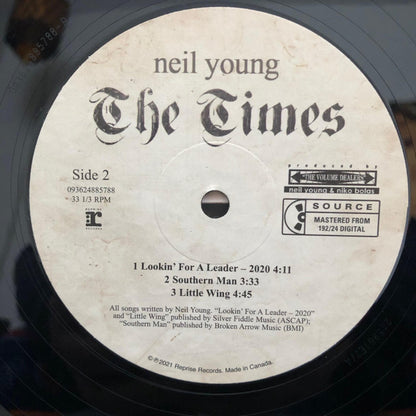 neil young
The Times
produced by
"THE VOLUME DEALERS"
neil young & niko bolas
Side 2
093624885788
33 1/3 RPM
REPRISE
RECORDS
SOURCE
MASTERED FROM
192/24 DIGITAL
1 Lookin' For A Leader – 2020 4:11
2 Southern Man 3:33
3 Little Wing 4:45
All songs written by Neil Young. "Lookin' For A Leader – 2020"
and "Little Wing" published by Silver Fiddle Music (ASCAP);
"Southern Man" published by Broken Arrow Music (BMI)
©℗2021 Reprise Records. Made in Canada.